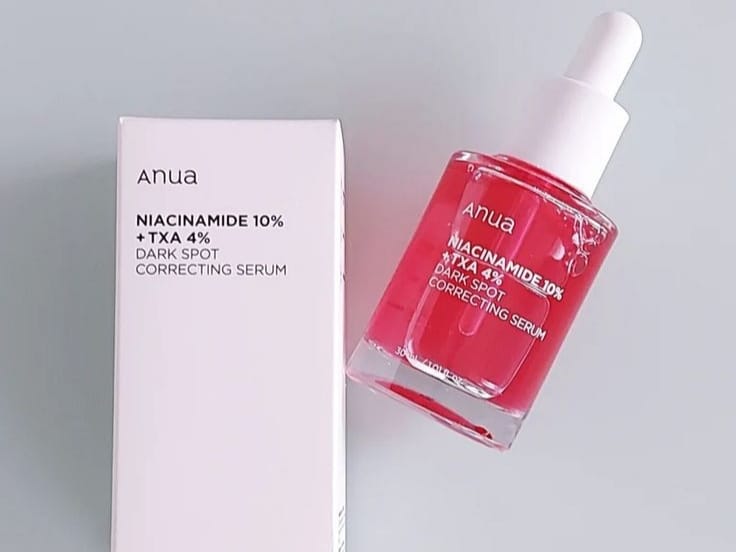 Anua
NIACINAMIDE 10%
+ TXA 4%
DARK SPOT
CORRECTING SERUM
Anua
NIACINAMIDE 10%
+TXA 4%
DARK SPOT
CORRECTING SERUM